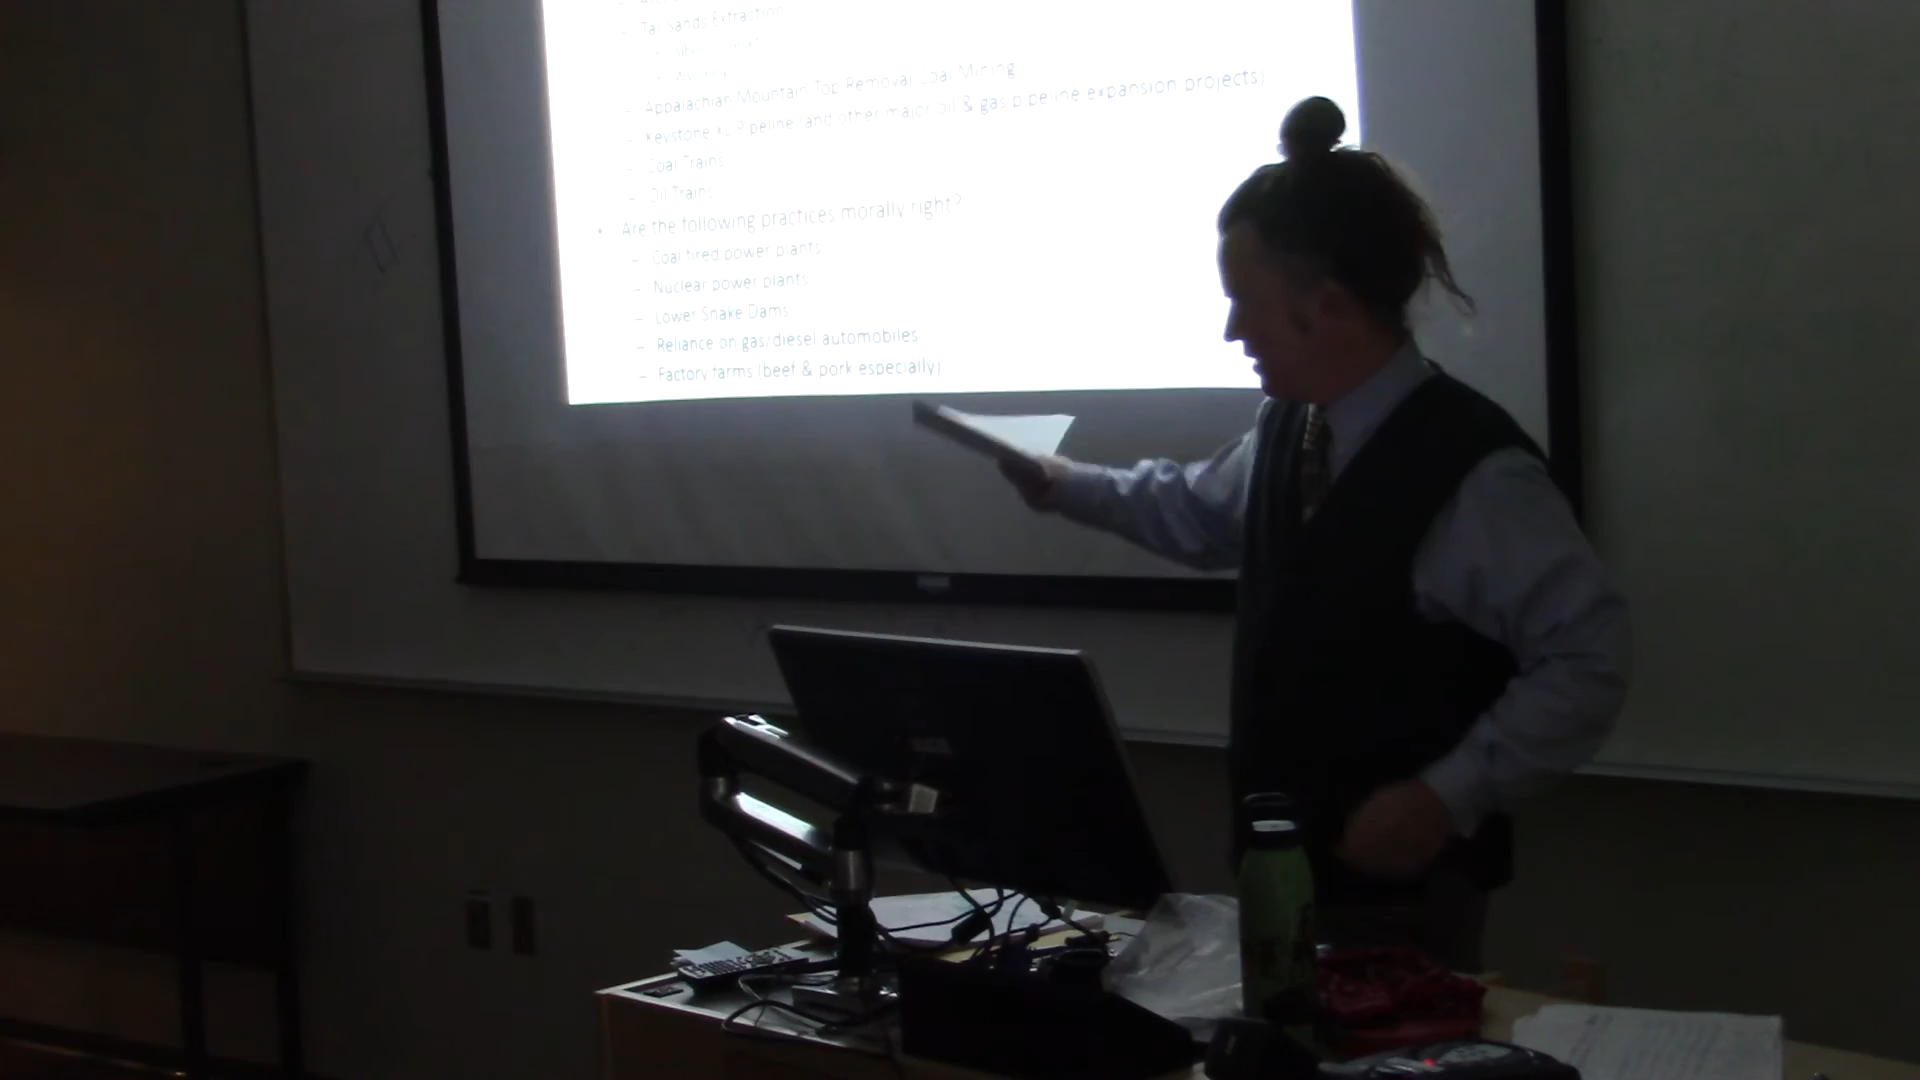 – Tar Sands Extraction
– Appalachian Mountain Top Removal Coal Mining
– Keystone XL Pipeline (and other major oil & gas pipeline expansion projects)
– Coal Trains
– Oil Trains
• Are the following practices morally right?
– Coal fired power plants
– Nuclear power plants
– Lower Snake Dams
– Reliance on gas/diesel automobiles
– Factory farms (beef & pork especially)